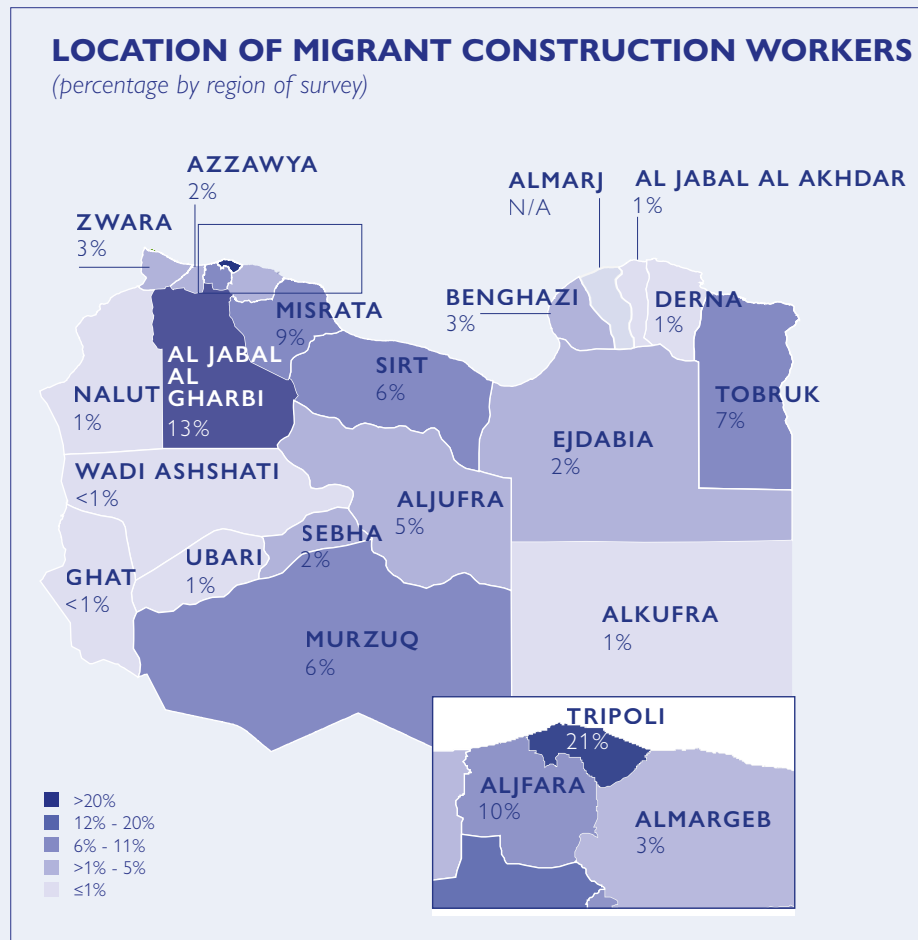 LOCATION OF MIGRANT CONSTRUCTION WORKERS
(percentage by region of survey)
AZZAWYA
2%
ZWARA
3%
ALMARJ
N/A
AL JABAL AL AKHDAR
1%
BENGHAZI
3%
DERNA
1%
MISRATA
9%
AL JABAL
AL
GHARBI
13%
SIRT
6%
NALUT
1%
TOBRUK
7%
EJDABIA
2%
WADI ASHSHATI
<1%
ALJUFRA
5%
SEBHA
2%
UBARI
1%
GHAT
<1%
ALKUFRA
1%
MURZUQ
6%
TRIPOLI
21%
ALJFARA
10%
ALMARGEB
3%
>20%
12% - 20%
6% - 11%
>1% - 5%
≤1%